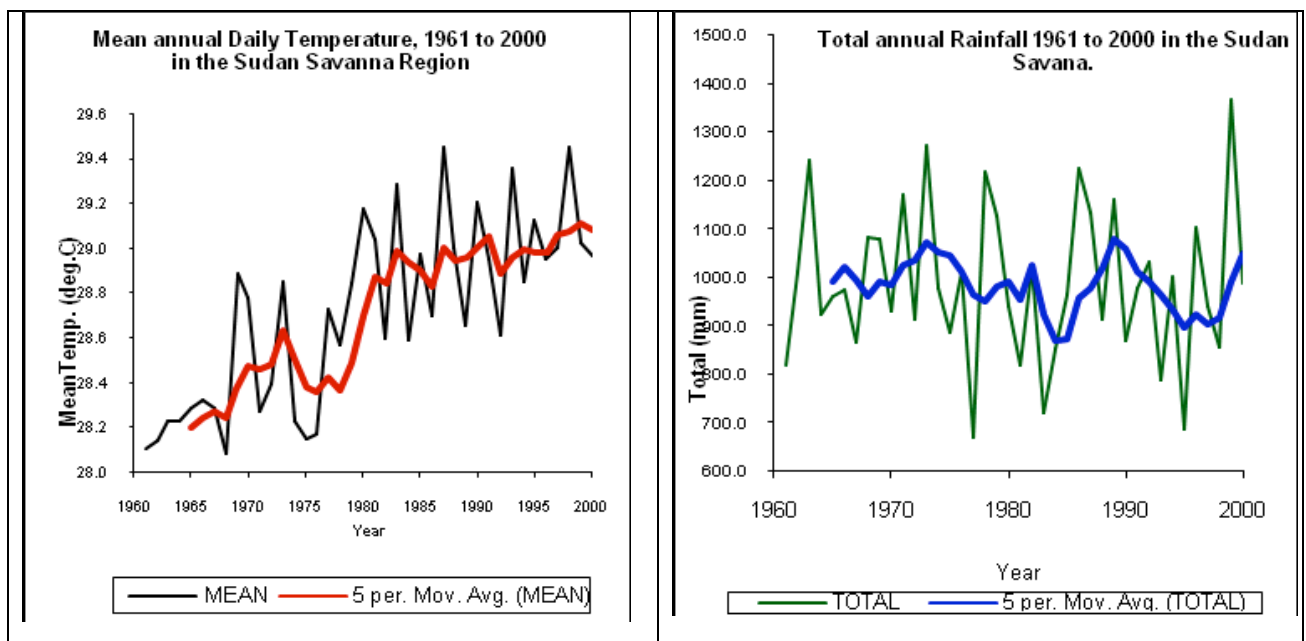 Mean annual Daily Temperature, 1961 to 2000
in the Sudan Savanna Region
29.6
29.4
29.2
29.0
28.8
28.6
28.4
28.2
28.0
MeanTemp. (deg.C)
1960 1965 1970 1975 1980 1985 1990 1995 2000
Year
MEAN 5 per. Mov. Avg. (MEAN)
Total annual Rainfall 1961 to 2000 in the Sudan
Savana.
1500.0
1400.0
1300.0
1200.0
1100.0
1000.0
900.0
800.0
700.0
600.0
Total (mm)
1960 1970 1980 1990 2000
Year
TOTAL 5 per. Mov. Avg. (TOTAL)